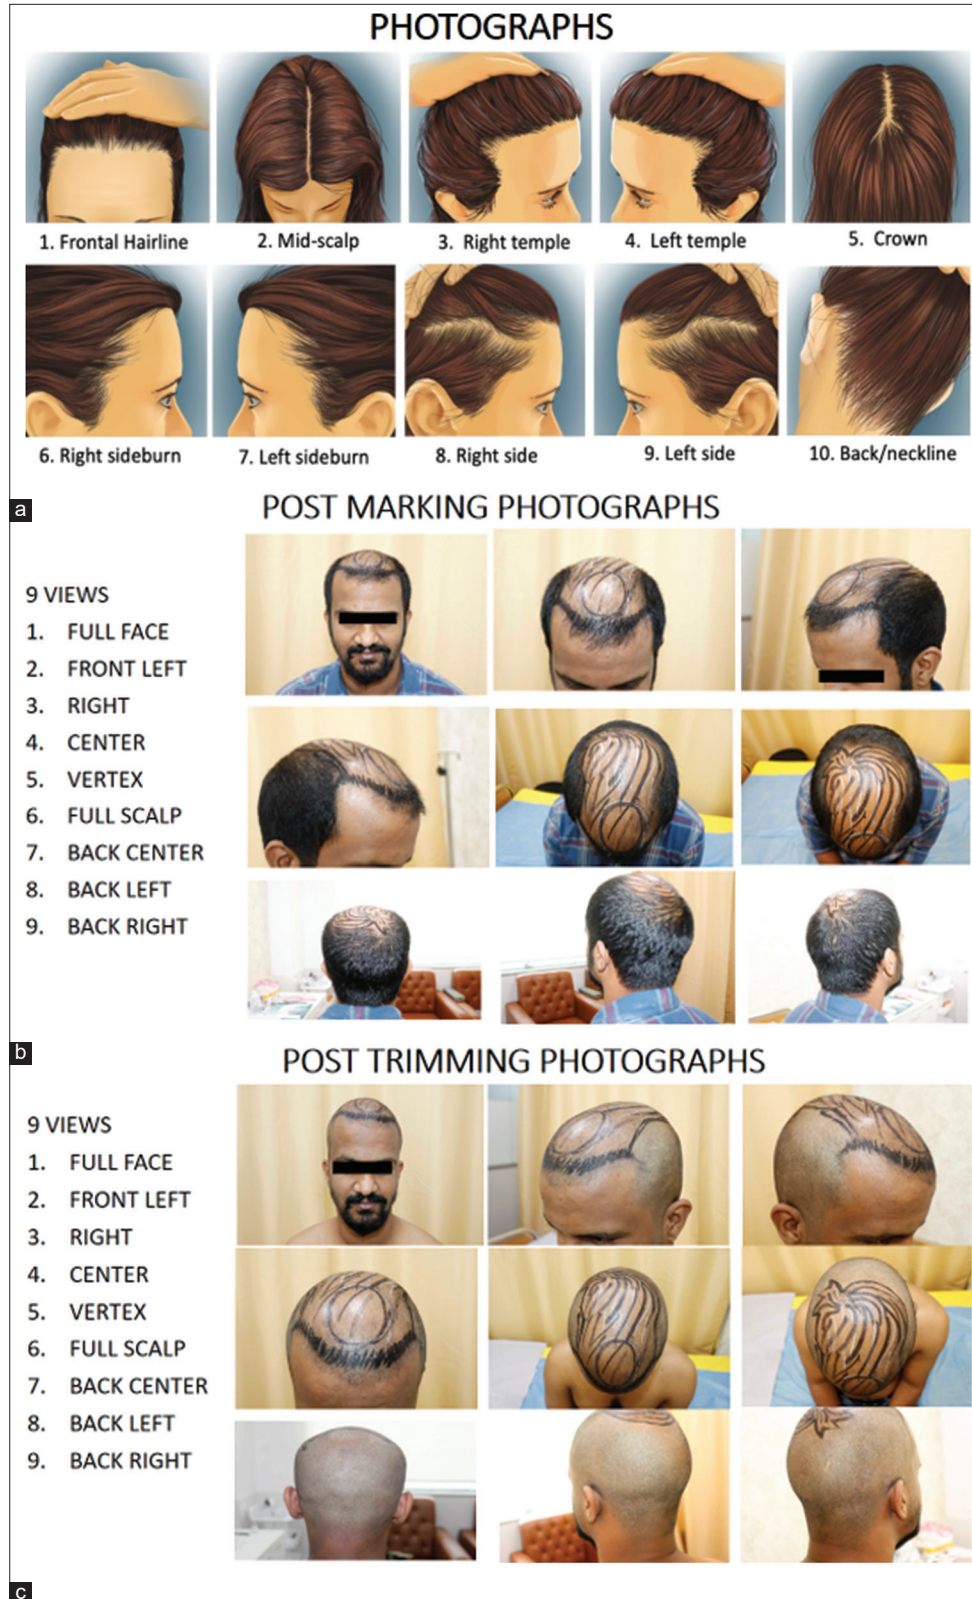 PHOTOGRAPHS
1. Frontal Hairline
2. Mid-scalp
3. Right temple
4. Left temple
5. Crown
6. Right sideburn
7. Left sideburn
8. Right side
9. Left side
10. Back/neckline
a
POST MARKING PHOTOGRAPHS
9 VIEWS
1. FULL FACE
2. FRONT LEFT
3. RIGHT
4. CENTER
5. VERTEX
6. FULL SCALP
7. BACK CENTER
8. BACK LEFT
9. BACK RIGHT
b
POST TRIMMING PHOTOGRAPHS
9 VIEWS
1. FULL FACE
2. FRONT LEFT
3. RIGHT
4. CENTER
5. VERTEX
6. FULL SCALP
7. BACK CENTER
8. BACK LEFT
9. BACK RIGHT
c